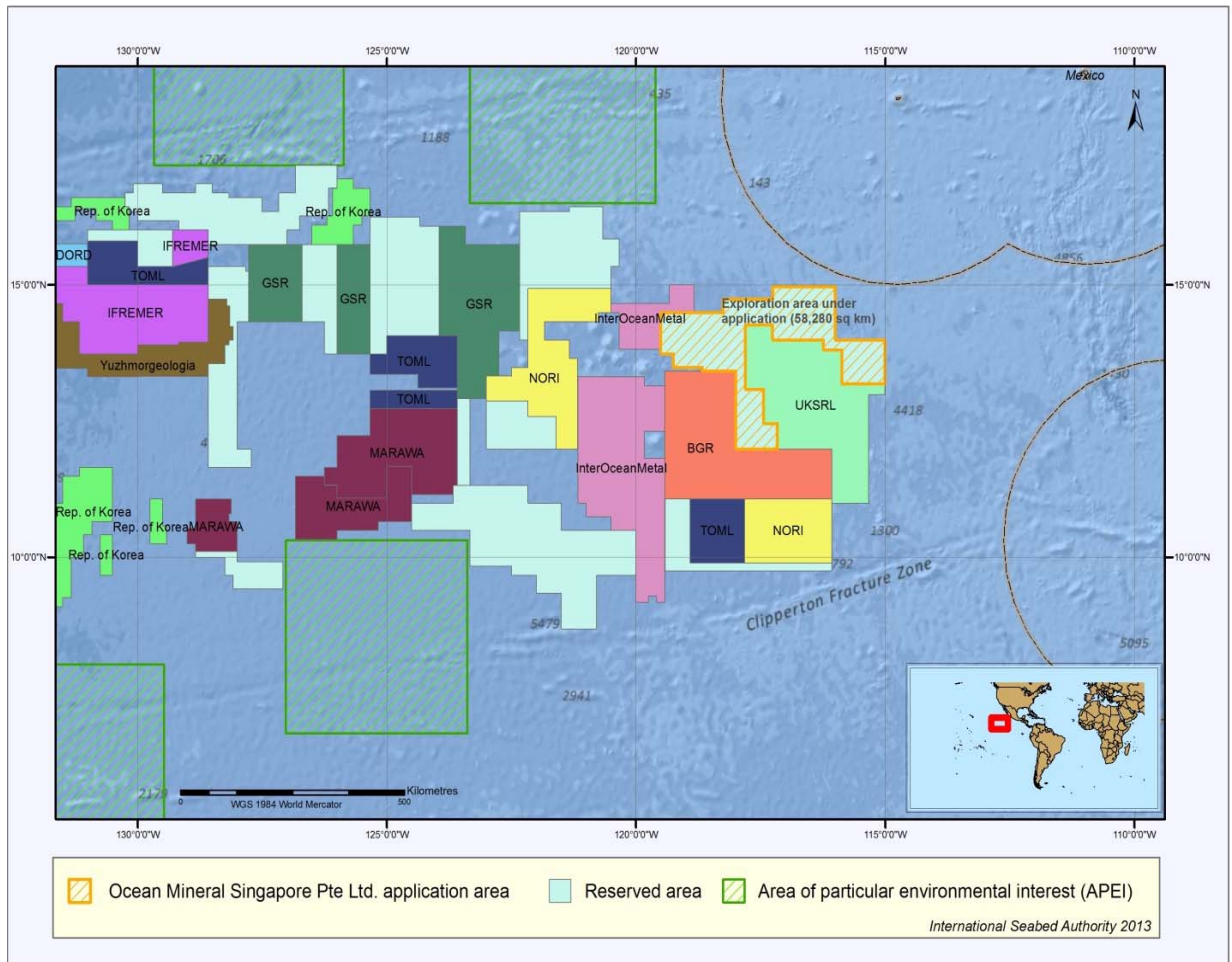 130°0'0"W
125°0'0"W
120°0'0"W
115°0'0"W
110°0'0"W
Mexico
N
435
1188
143
Rep. of Korea
Rep. of Korea
IFREMER
DORD
TOML
4856
15°0'0"N
15°0'0"N
GSR
GSR
GSR
IFREMER
InterOceanMetal
Exploration area under
application (58,280 sq km)
Yuzhmorgeologia
TOML
NORI
TOML
UKSRL
4418
MARAWA
BGR
InterOceanMetal
MARAWA
Rep. of Korea
Rep. of Korea
MARAWA
Rep. of Korea
TOML
NORI
1300
10°0'0"N
10°0'0"N
792
Clipperton Fracture Zone
5479
5095
2941
2179
Kilometres
0
500
WGS 1984 World Mercator
130°0'0"W
125°0'0"W
120°0'0"W
115°0'0"W
110°0'0"W
Ocean Mineral Singapore Pte Ltd. application area
Reserved area
Area of particular environmental interest (APEI)
International Seabed Authority 2013